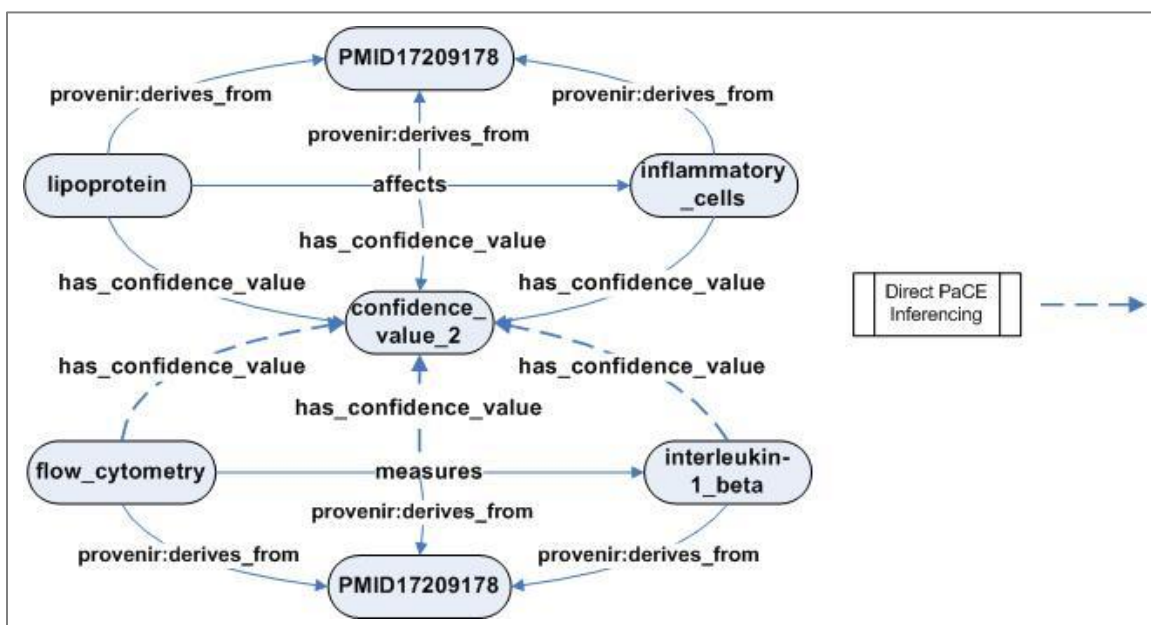 PMID17209178
provenir:derives_from
provenir:derives_from
provenir:derives_from
lipoprotein
affects
inflammatory
_cells
has_confidence_value
has_confidence_value
has_confidence_value
confidence_
value_2
Direct PaCE
Inferencing
has_confidence_value
has_confidence_value
has_confidence_value
flow_cytometry
measures
interleukin-
1_beta
provenir:derives_from
provenir:derives_from
provenir:derives_from
PMID17209178